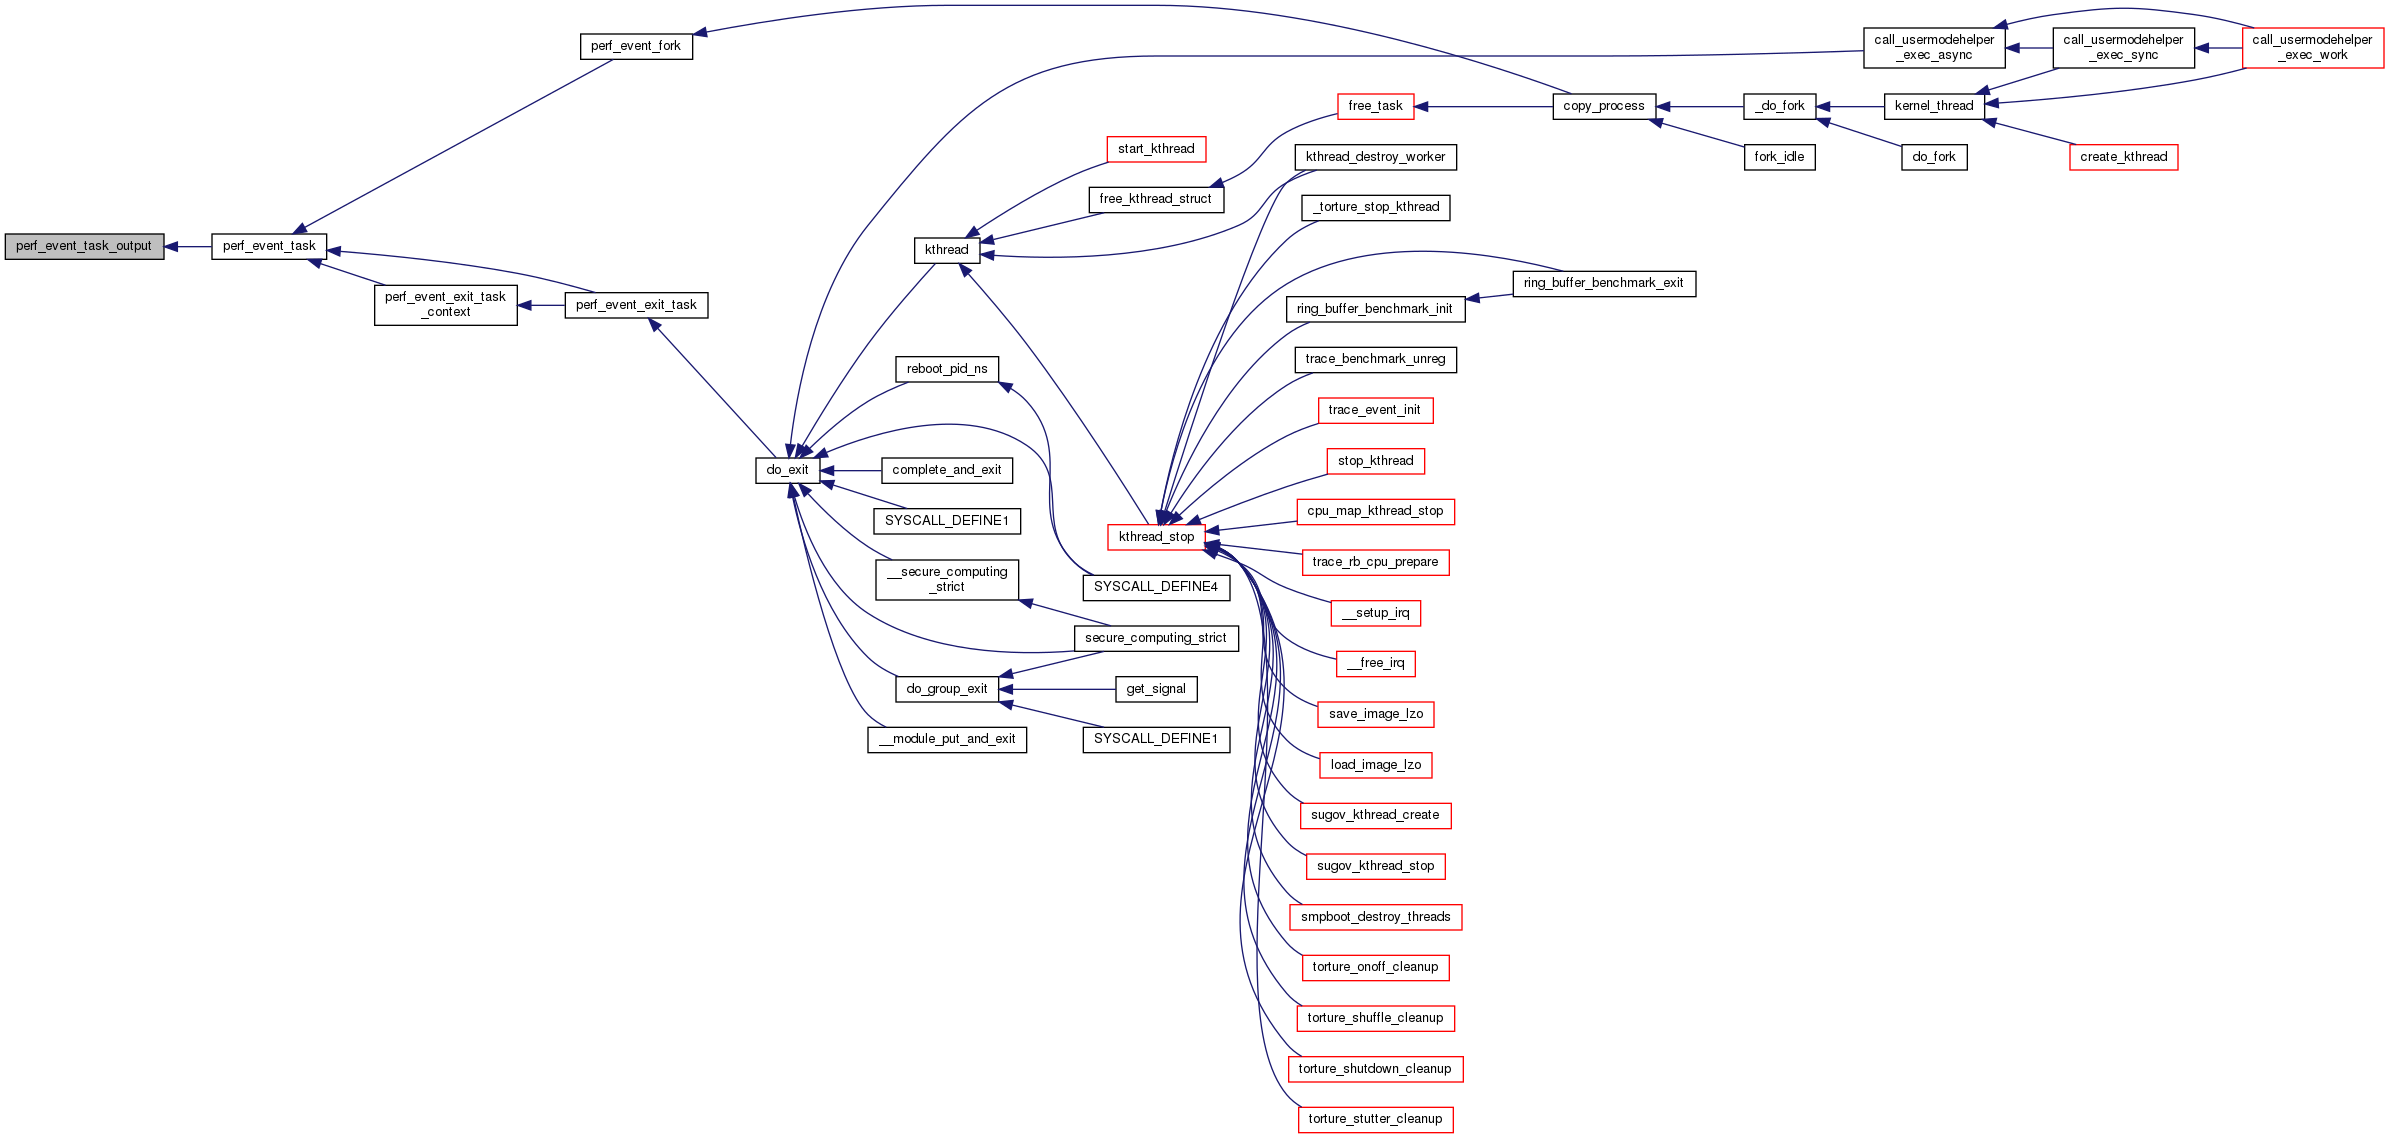 perf_event_task_output
perf_event_task
perf_event_fork
perf_event_exit_task
_context
perf_event_exit_task
do_exit
kthread
reboot_pid_ns
complete_and_exit
SYSCALL_DEFINE1
__secure_computing
_strict
do_group_exit
__module_put_and_exit
start_kthread
free_kthread_struct
kthread_stop
SYSCALL_DEFINE4
secure_computing_strict
get_signal
SYSCALL_DEFINE1
free_task
kthread_destroy_worker
_torture_stop_kthread
ring_buffer_benchmark_init
trace_benchmark_unreg
trace_event_init
stop_kthread
cpu_map_kthread_stop
trace_rb_cpu_prepare
__setup_irq
__free_irq
save_image_lzo
load_image_lzo
sugov_kthread_create
sugov_kthread_stop
smpboot_destroy_threads
torture_onoff_cleanup
torture_shuffle_cleanup
torture_shutdown_cleanup
torture_stutter_cleanup
copy_process
ring_buffer_benchmark_exit
_do_fork
fork_idle
call_usermodehelper
_exec_async
kernel_thread
do_fork
call_usermodehelper
_exec_sync
create_kthread
call_usermodehelper
_exec_work